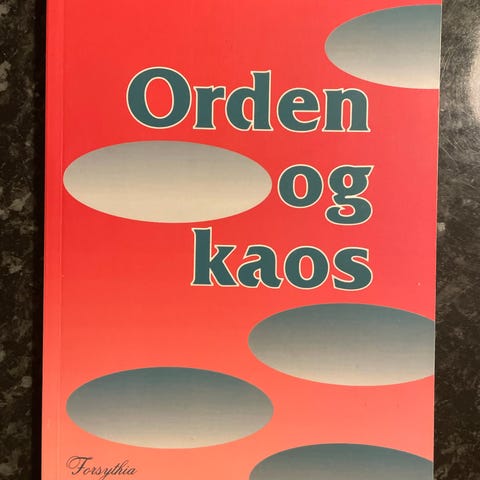 Orden
og
kaos
Forsythia